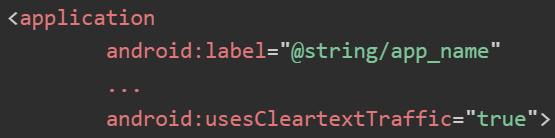 <application
android:label="@string/app_name"
...
android:usesCleartextTraffic="true">